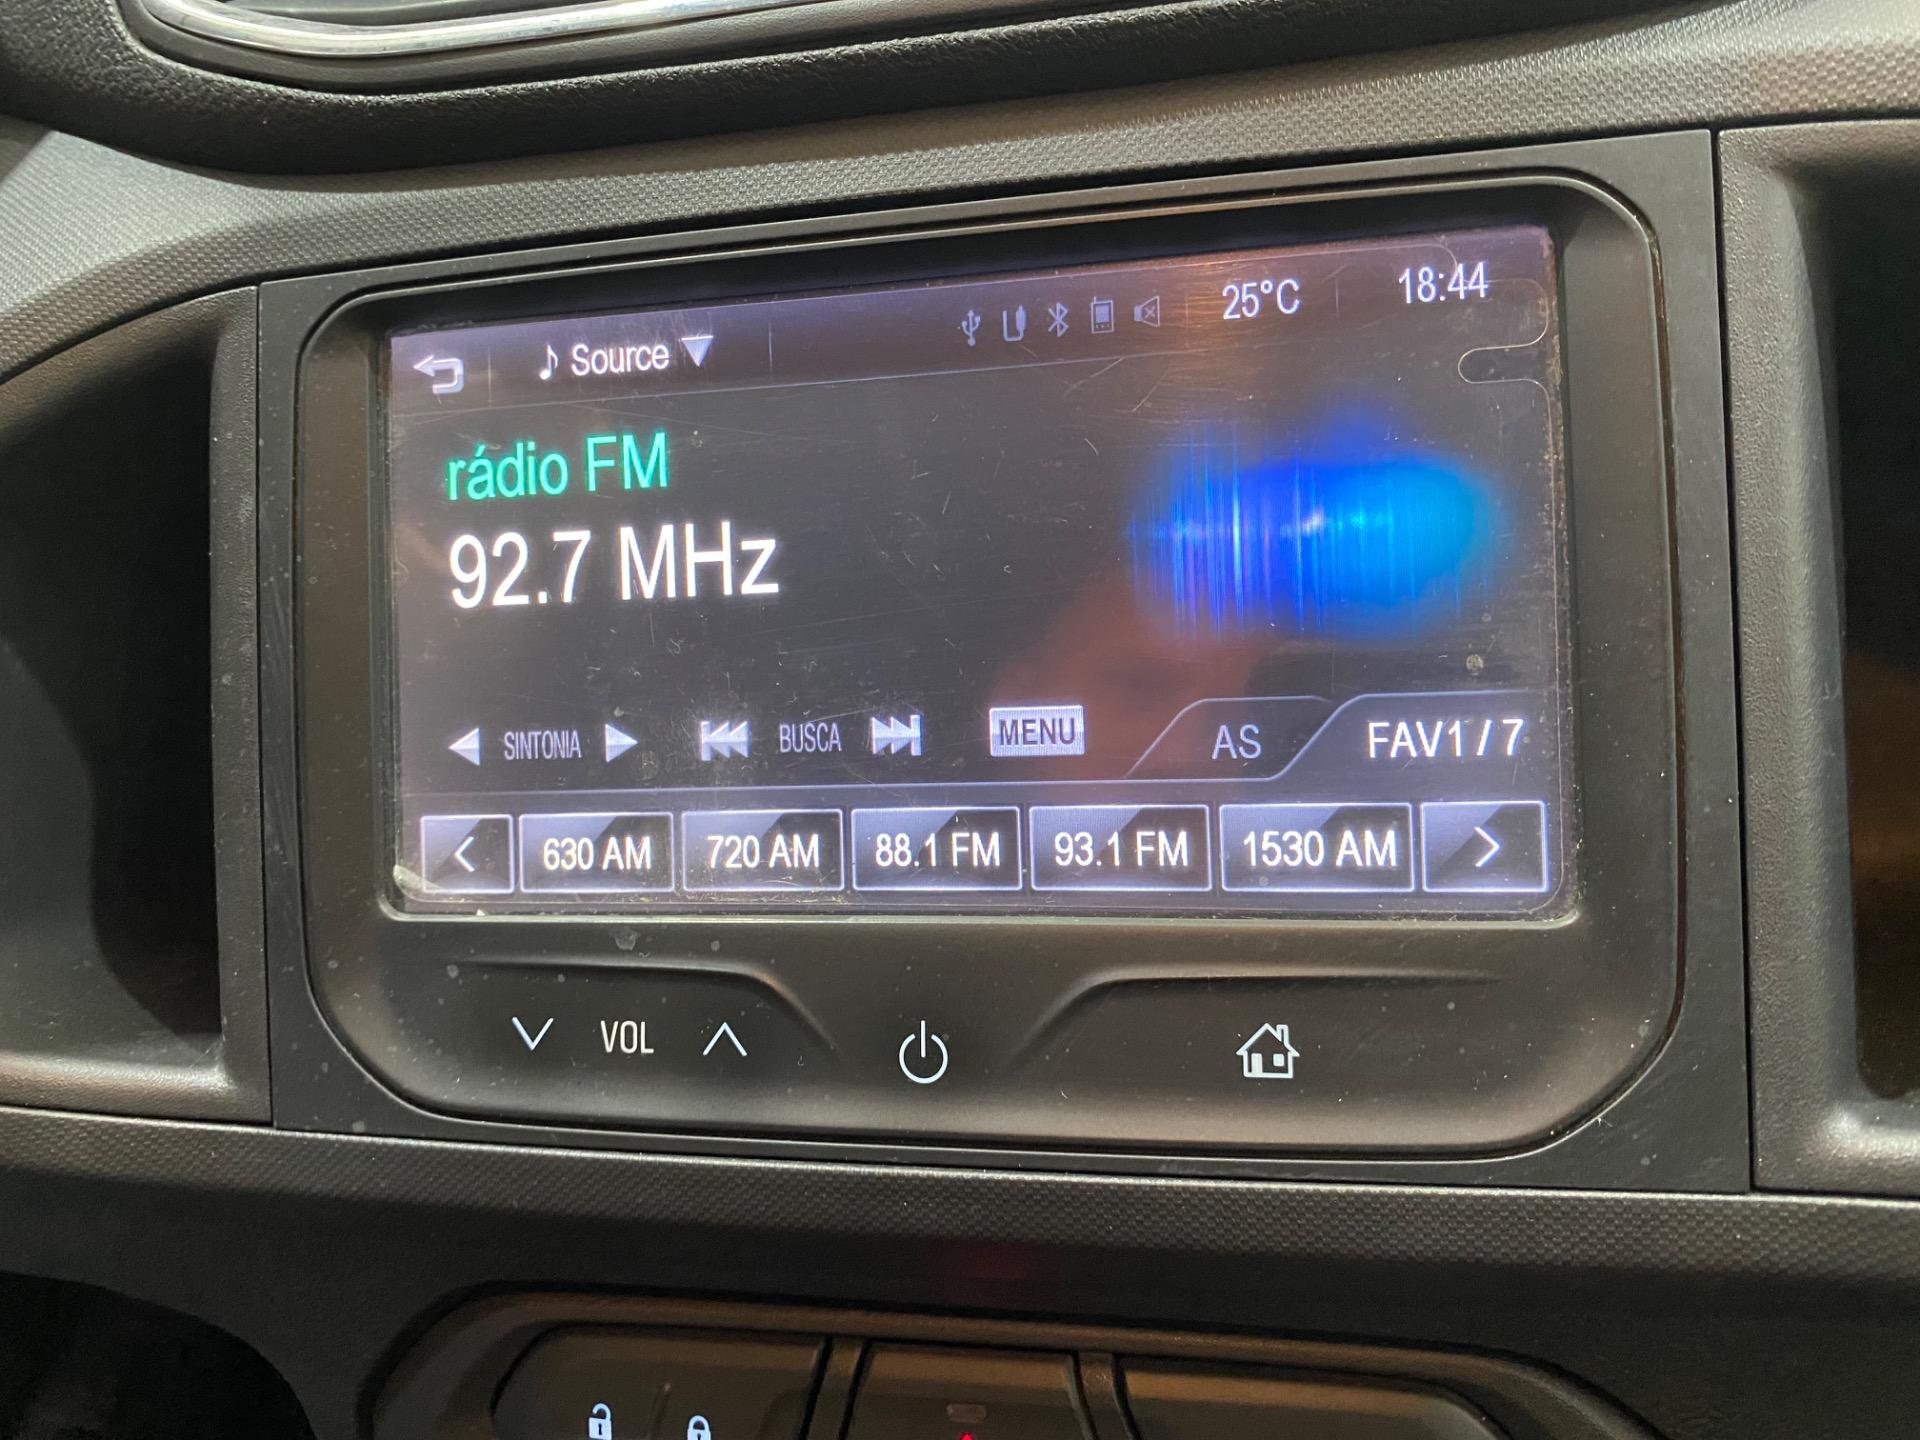 Source 25°C 18:44
rádio FM
92.7 MHz
SINTONIA BUSCA MENU AS FAV1/7
630 AM 720 AM 88.1 FM 93.1 FM 1530 AM
VOL